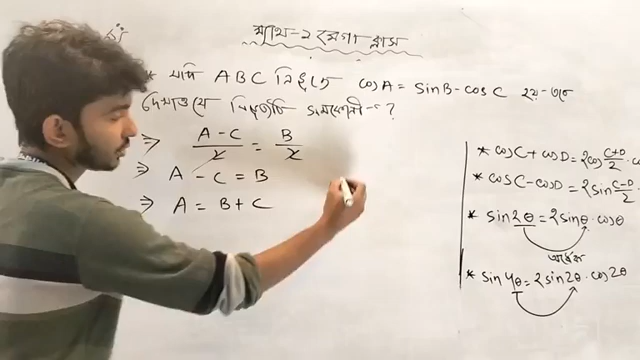 ম্যাথ-২ মেগা ক্লাস
* যদি ABC ত্রিভুজে cosA = sinB - cosC হয়- তবে
দেখাও যে ত্রিভুজটি সমকোণী-?
⇒ A-C/2 = B/2
⇒ A - C = B
⇒ A = B + C
* cosC + cosD = 2cos C+D/2 · co
* cosC - cosD = 2sin C-D/2 ·
* sin2θ = 2sinθ · cosθ
অর্ধেক
* sin4θ = 2sin2θ · cos2θ